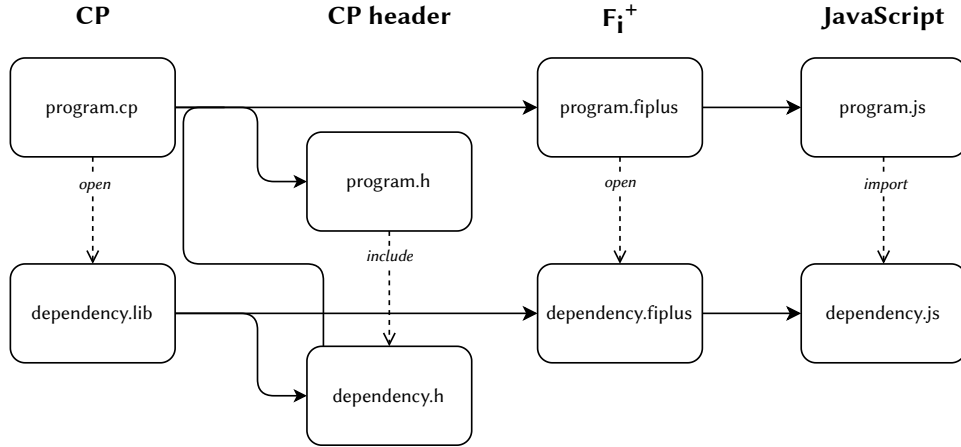 CP
CP header
Fi+
JavaScript
program.cp
program.fiplus
program.js
program.h
open
open
import
include
dependency.lib
dependency.fiplus
dependency.js
dependency.h